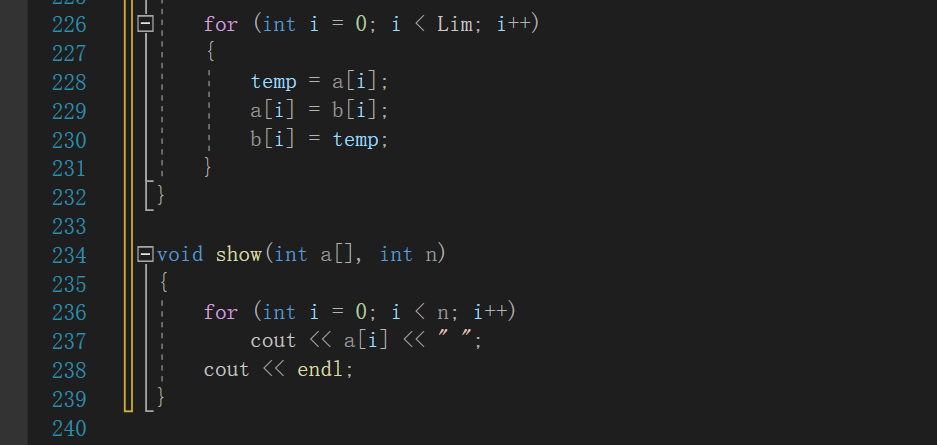 226 for (int i = 0; i < Lim; i++)
227 {
228 temp = a[i];
229 a[i] = b[i];
230 b[i] = temp;
231 }
232 }
233
234 void show(int a[], int n)
235 {
236 for (int i = 0; i < n; i++)
237 cout << a[i] << " ";
238 cout << endl;
239 }
240